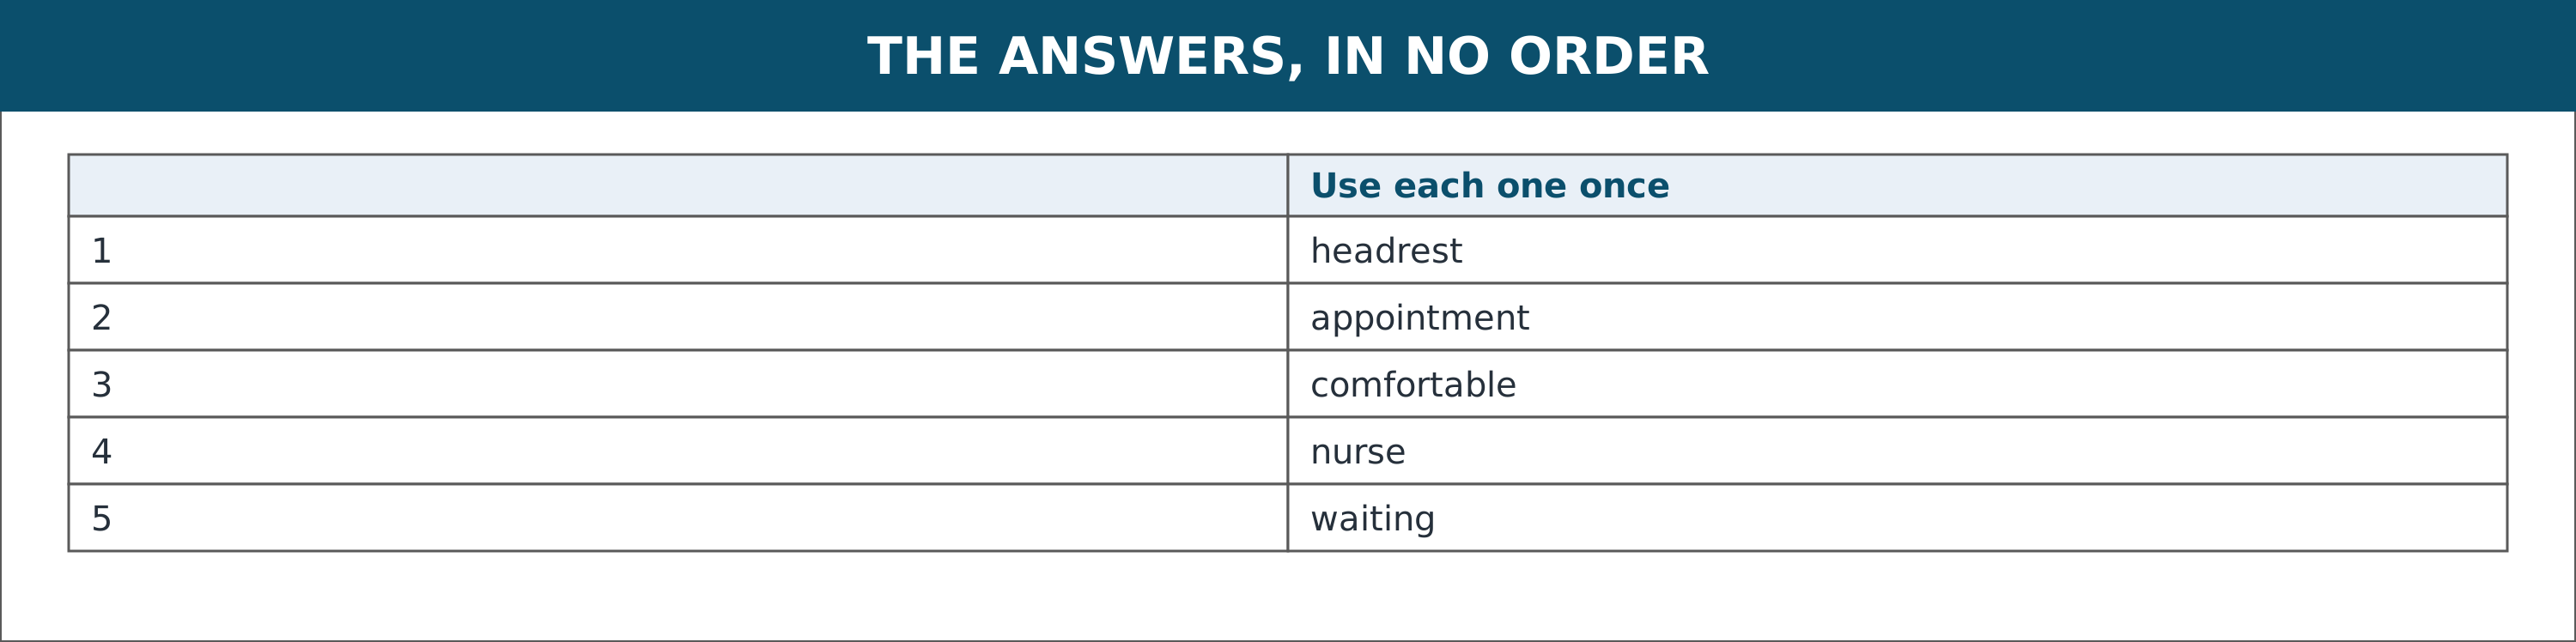 THE ANSWERS, IN NO ORDER
Use each one once
1 headrest
2 appointment
3 comfortable
4 nurse
5 waiting